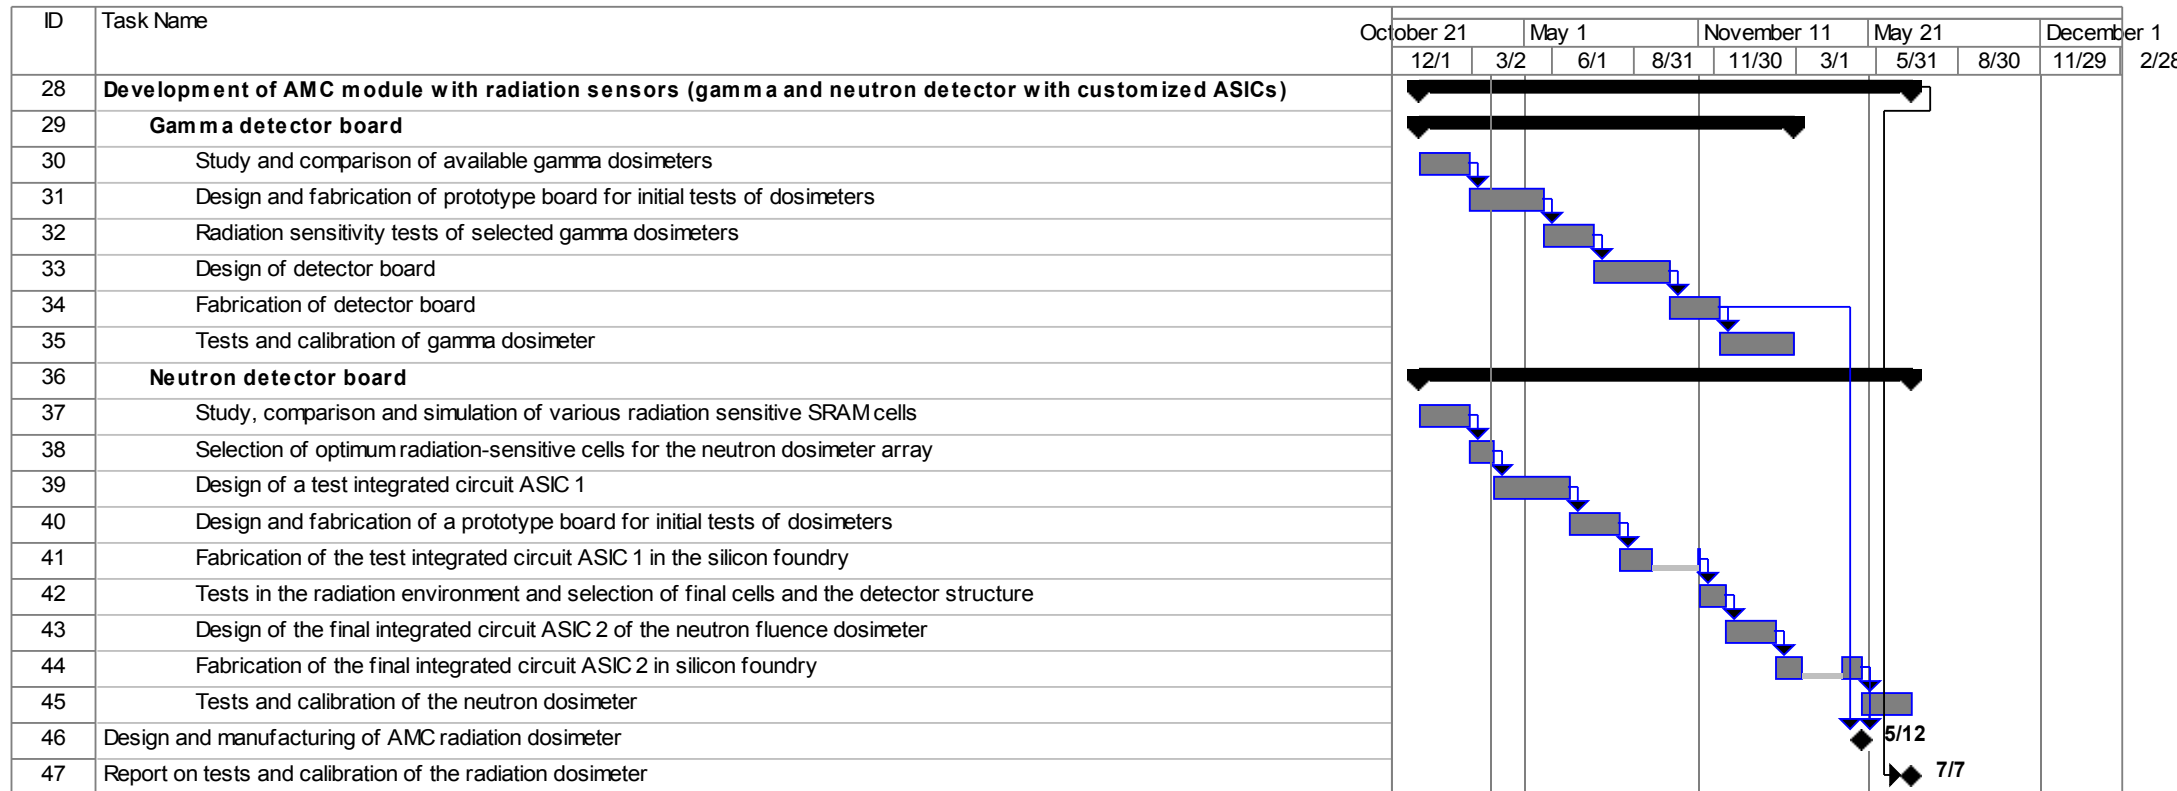 ID Task Name October 21 May 1 November 11 May 21 December 1
12/1 3/2 6/1 8/31 11/30 3/1 5/31 8/30 11/29 2/28
28 Development of AMC module with radiation sensors (gamma and neutron detector with customized ASICs)
29 Gamma detector board
30 Study and comparison of available gamma dosimeters
31 Design and fabrication of prototype board for initial tests of dosimeters
32 Radiation sensitivity tests of selected gamma dosimeters
33 Design of detector board
34 Fabrication of detector board
35 Tests and calibration of gamma dosimeter
36 Neutron detector board
37 Study, comparison and simulation of various radiation sensitive SRAM cells
38 Selection of optimum radiation-sensitive cells for the neutron dosimeter array
39 Design of a test integrated circuit ASIC 1
40 Design and fabrication of a prototype board for initial tests of dosimeters
41 Fabrication of the test integrated circuit ASIC 1 in the silicon foundry
42 Tests in the radiation environment and selection of final cells and the detector structure
43 Design of the final integrated circuit ASIC 2 of the neutron fluence dosimeter
44 Fabrication of the final integrated circuit ASIC 2 in silicon foundry
45 Tests and calibration of the neutron dosimeter
46 Design and manufacturing of AMC radiation dosimeter 5/12
47 Report on tests and calibration of the radiation dosimeter 7/7